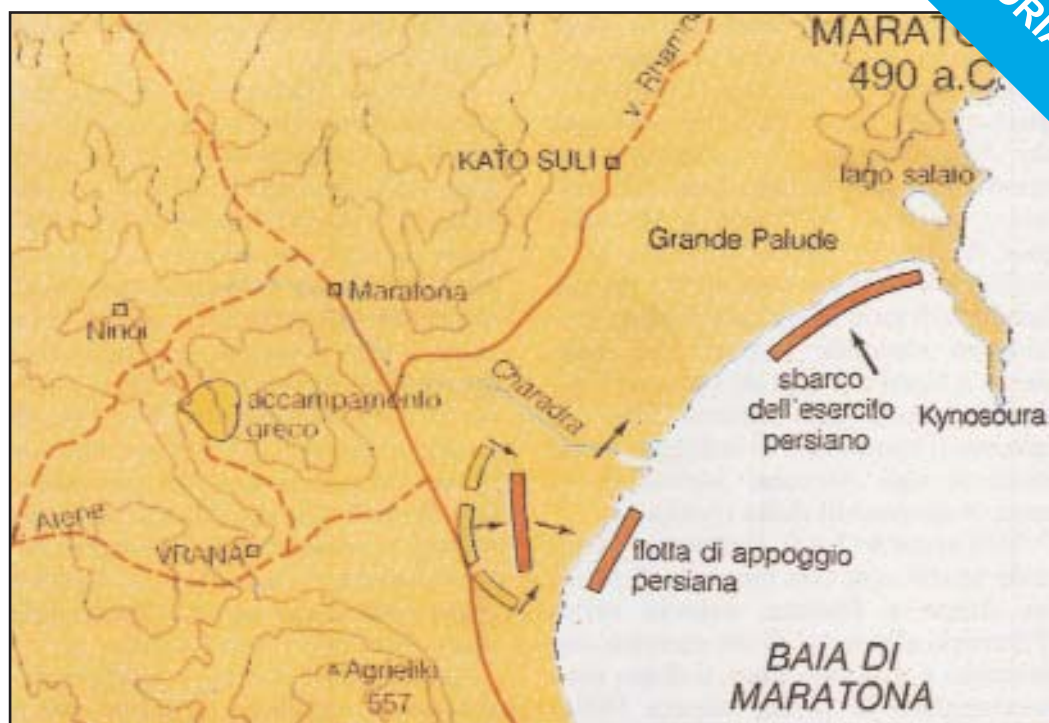 MARATO
490 a.C.
v. Rhamnu
KATO SULI
lago salato
Grande Palude
Maratona
Ninoi
Charadra
accampamento
greco
sbarco
dell'esercito
persiano
Kynosoura
Atene
VRANA
flotta di appoggio
persiana
Agrieliki
557
BAIA DI
MARATONA